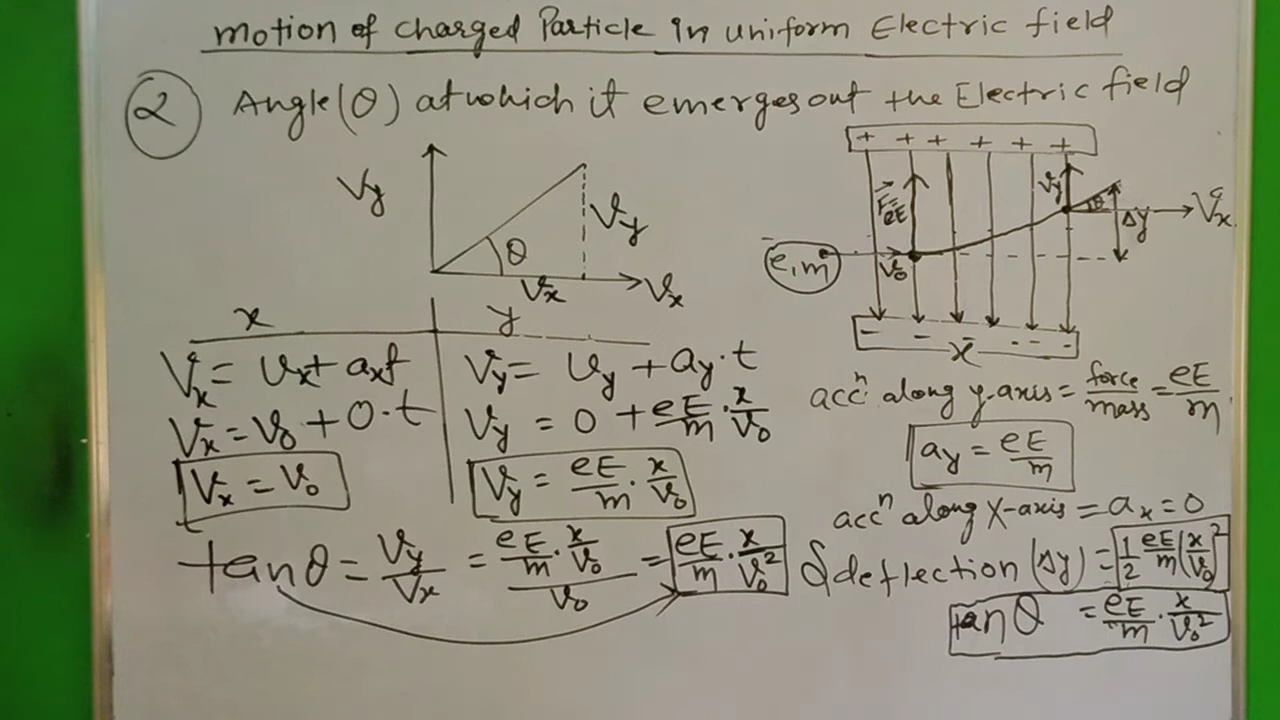 motion of charged Particle in uniform Electric field
2 Angle (θ) at which it emerges out the Electric field
Vy
Vy
θ
Vx
Vx
+ + + + + +
F=eE
Vy
θ
Vx
Δy
e,m
V₀
- - - - - -
x
x
y
Vx = Ux + axt
Vx = V₀ + 0·t
Vx = V₀
Vy = Uy + ay·t
Vy = 0 + eE/m · x/V₀
Vy = eE/m · x/V₀
accⁿ along y-axis = force/mass = eE/m
ay = eE/m
accⁿ along X-axis = ax = 0
tan θ = Vy/Vx = (eE/m · x/V₀)/V₀ = eE/m · x/V₀²
& deflection (Δy) = 1/2 eE/m (x/V₀)²
tan θ = eE/m · x/V₀²